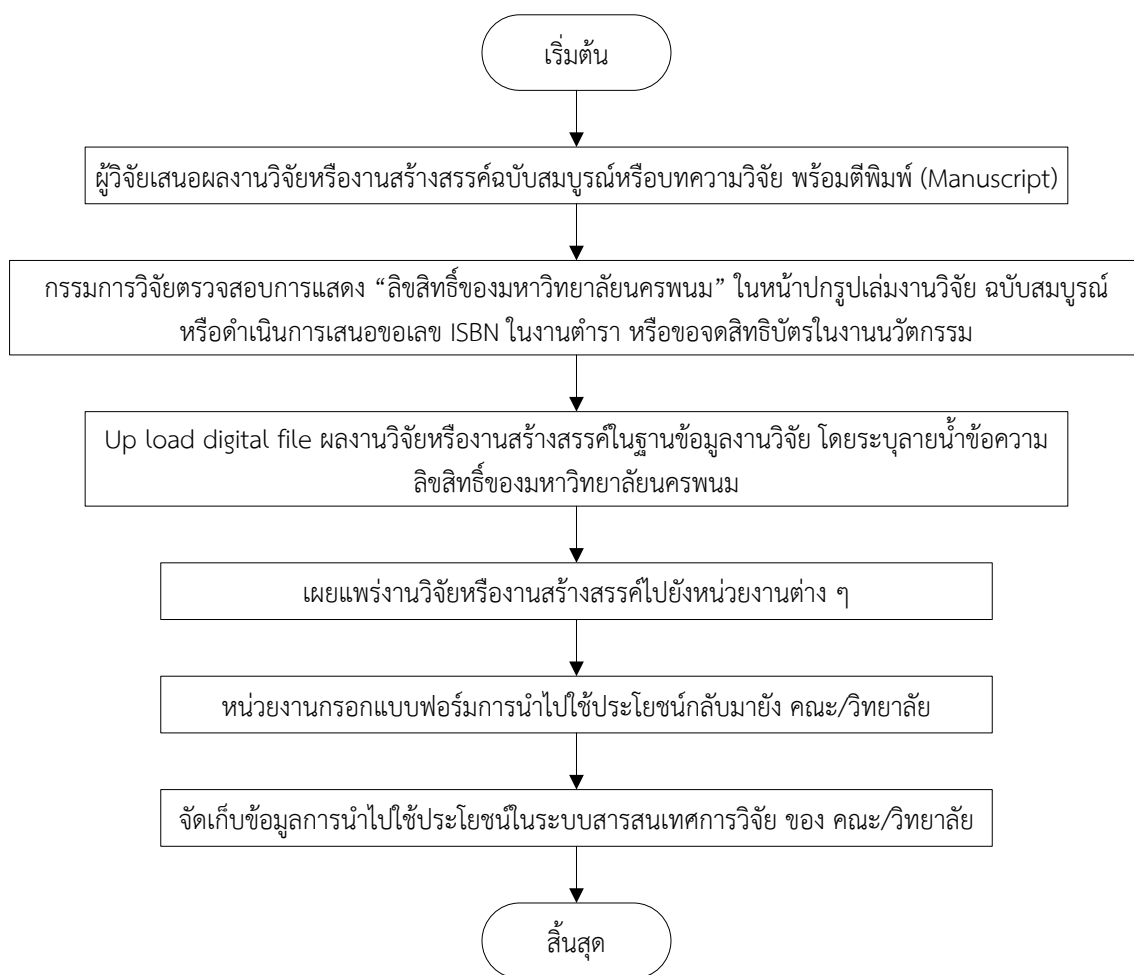 เริ่มต้น
ผู้วิจัยเสนอผลงานวิจัยหรืองานสร้างสรรค์ฉบับสมบูรณ์หรือบทความวิจัย พร้อมตีพิมพ์ (Manuscript)
กรรมการวิจัยตรวจสอบการแสดง “ลิขสิทธิ์ของมหาวิทยาลัยนครพนม” ในหน้าปกรูปเล่มงานวิจัย ฉบับสมบูรณ์
หรือดำเนินการเสนอขอเลข ISBN ในงานตำรา หรือขอจดสิทธิบัตรในงานนวัตกรรม
Up load digital file ผลงานวิจัยหรืองานสร้างสรรค์ในฐานข้อมูลงานวิจัย โดยระบุลายน้ำข้อความ
ลิขสิทธิ์ของมหาวิทยาลัยนครพนม
เผยแพร่งานวิจัยหรืองานสร้างสรรค์ไปยังหน่วยงานต่าง ๆ
หน่วยงานกรอกแบบฟอร์มการนำไปใช้ประโยชน์กลับมายัง คณะ/วิทยาลัย
จัดเก็บข้อมูลการนำไปใช้ประโยชน์ในระบบสารสนเทศการวิจัย ของ คณะ/วิทยาลัย
สิ้นสุด